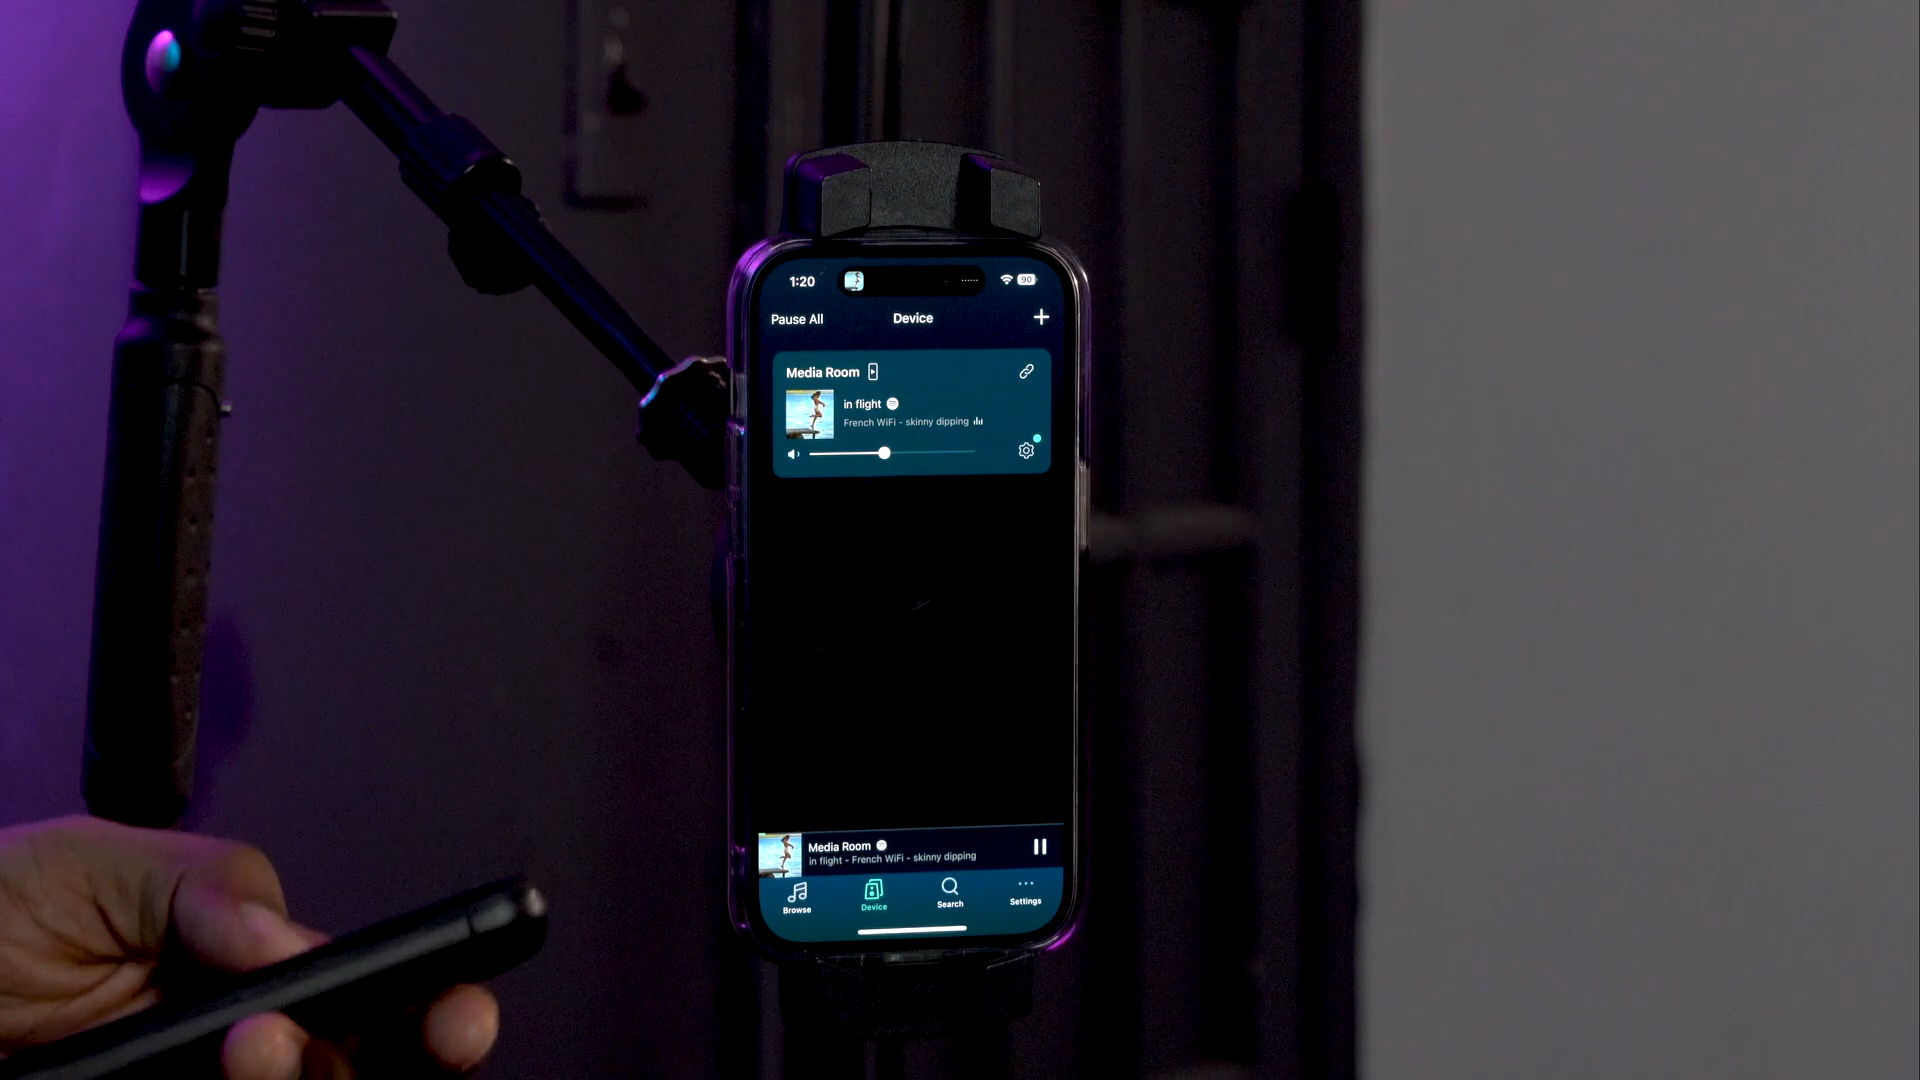 1:20
90
Pause All
Device
Media Room
in flight
French WiFi - skinny dipping
Media Room
in flight - French WiFi - skinny dipping
Browse
Device
Search
Settings